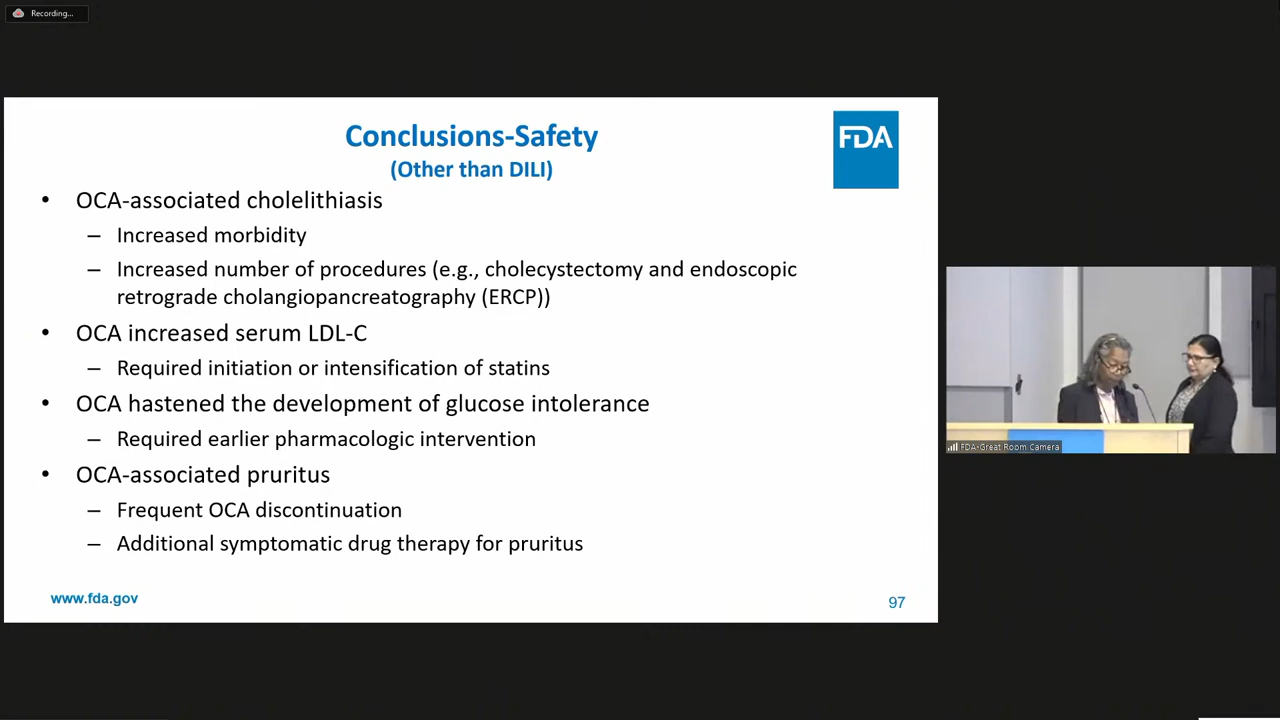 Recording...
Conclusions-Safety
(Other than DILI)
FDA
• OCA-associated cholelithiasis
– Increased morbidity
– Increased number of procedures (e.g., cholecystectomy and endoscopic
retrograde cholangiopancreatography (ERCP))
• OCA increased serum LDL-C
– Required initiation or intensification of statins
• OCA hastened the development of glucose intolerance
– Required earlier pharmacologic intervention
• OCA-associated pruritus
– Frequent OCA discontinuation
– Additional symptomatic drug therapy for pruritus
www.fda.gov
97
FDA-Great Room Camera